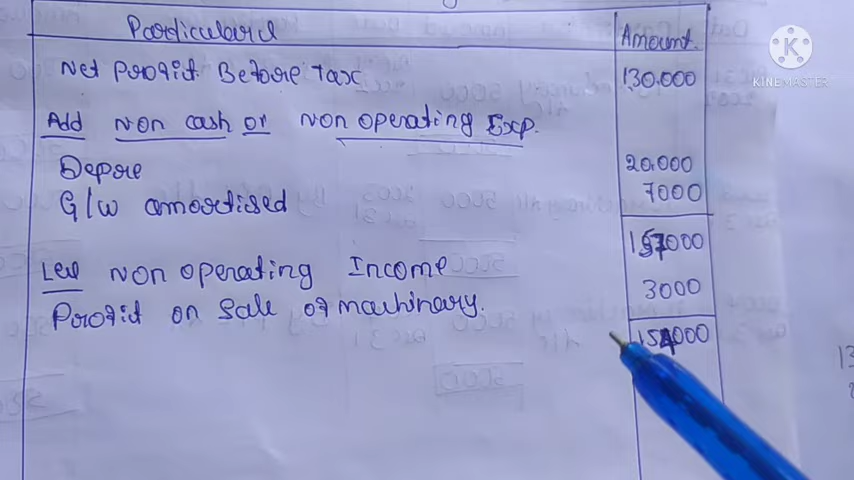 Particulard Amount.
Net Profit Before tax 130,000
Add non cash or non operating Exp.
Depre 20,000
G/w amortised 7000
157000
Less non operating Income
Profit on Sale of machinary. 3000
154000
K
KINEMASTER